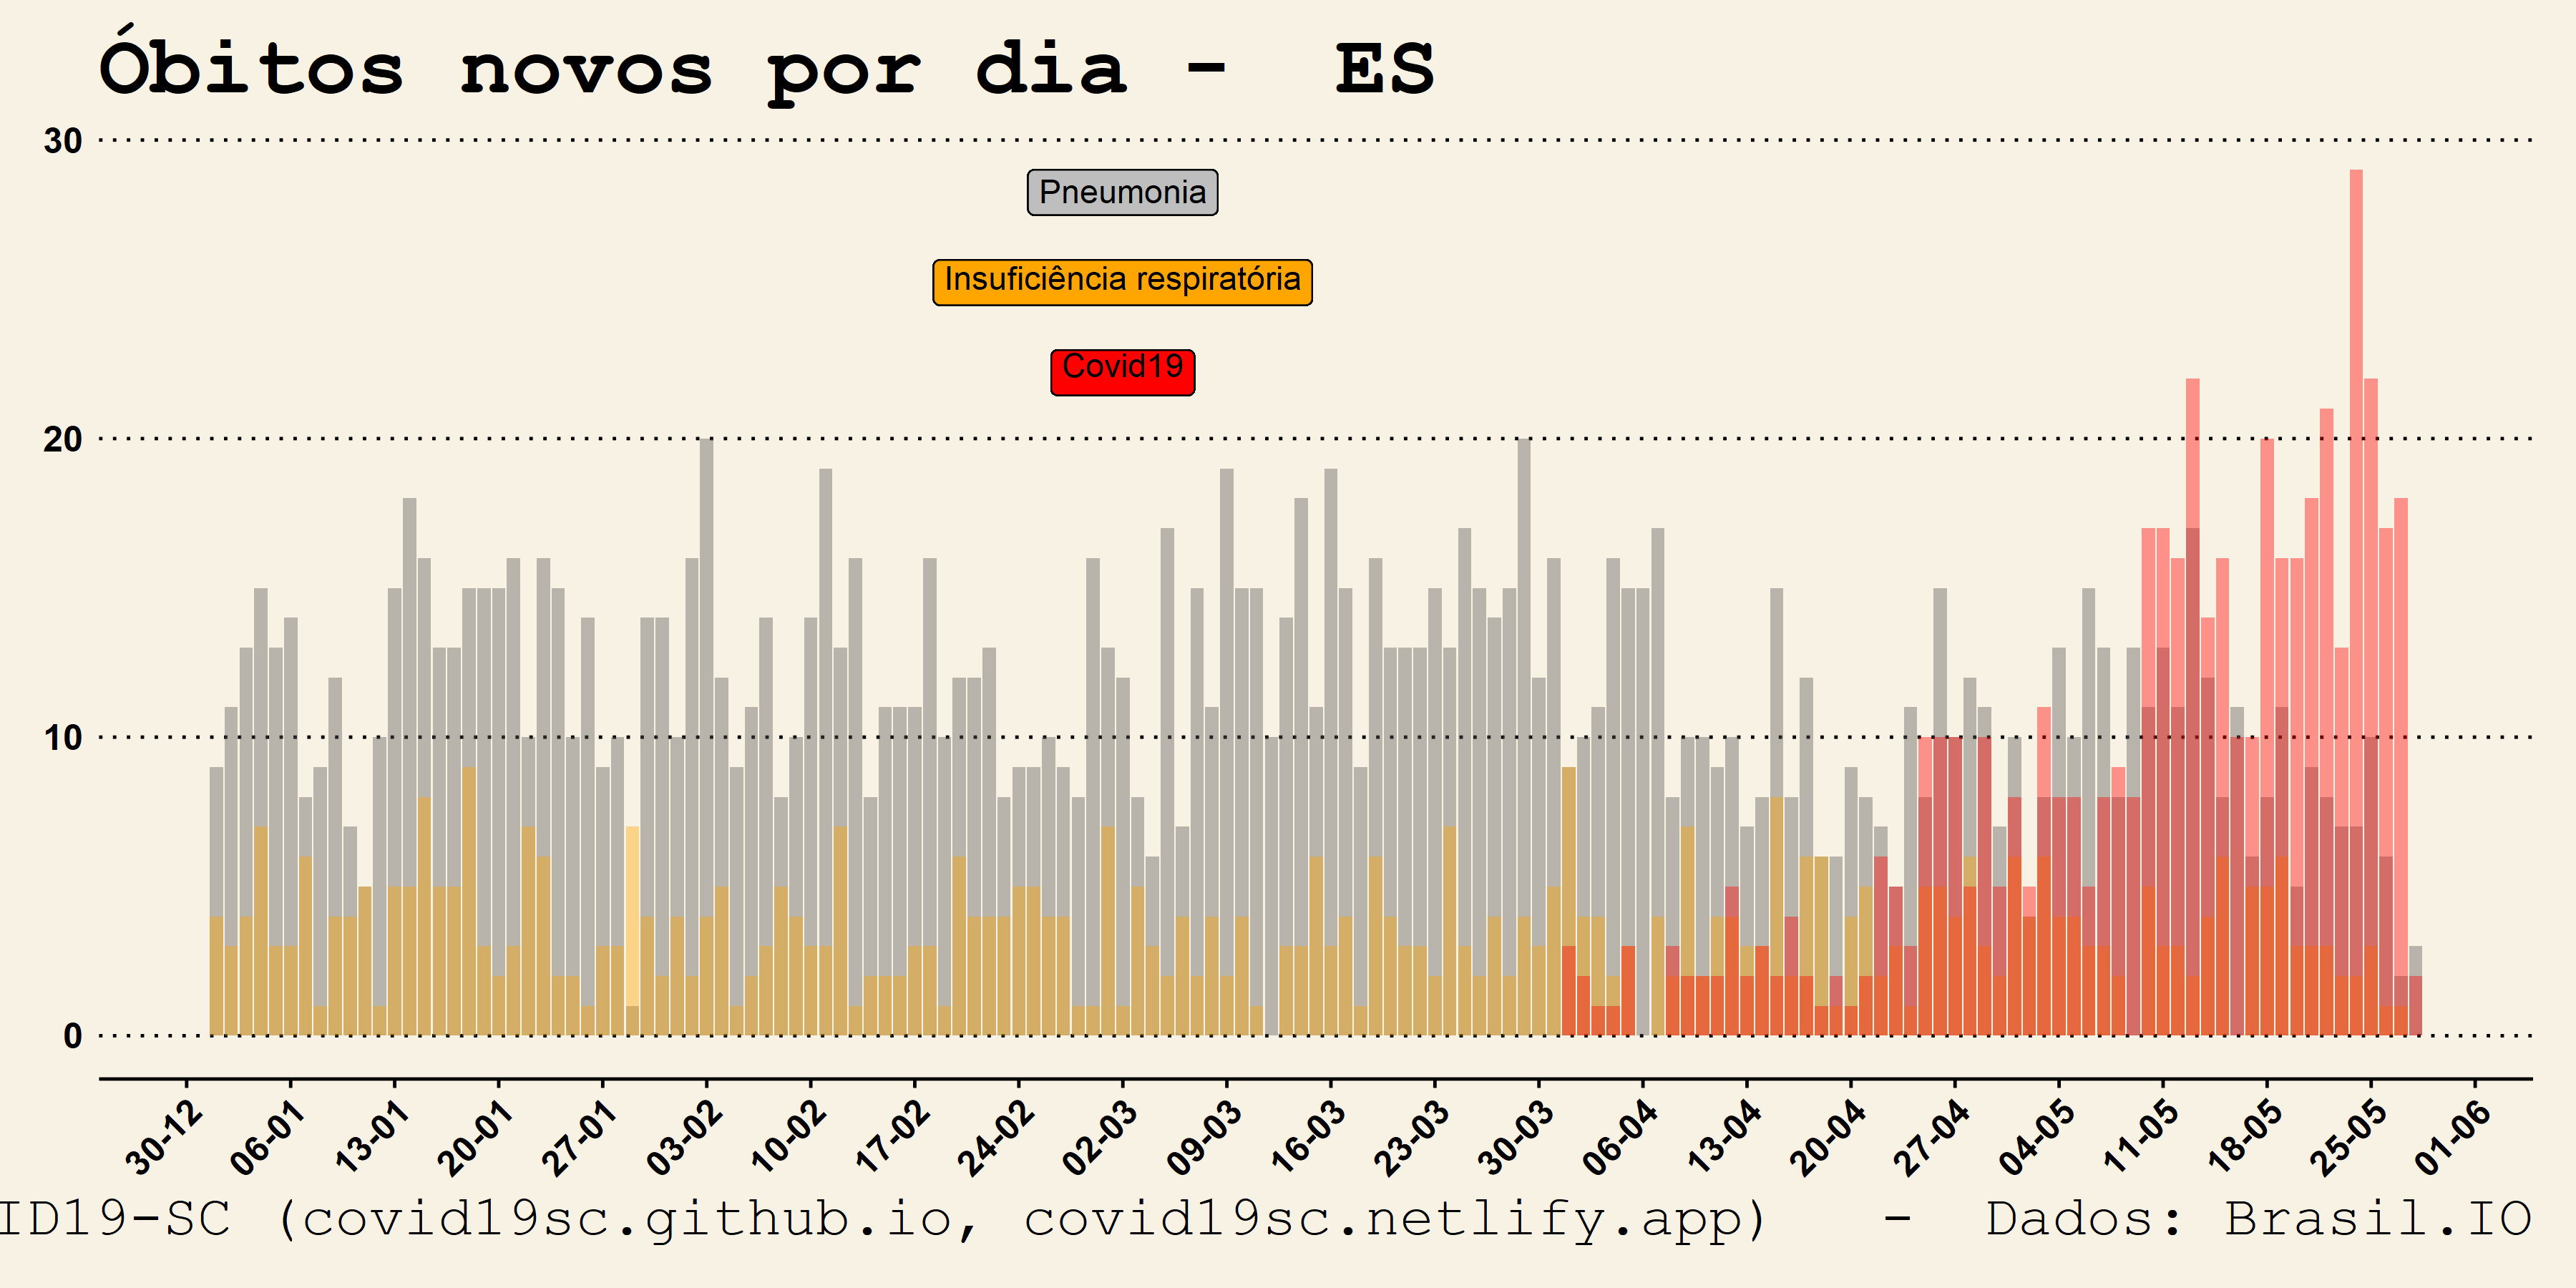 Óbitos novos por dia - ES
30
Pneumonia
Insuficiência respiratória
Covid19
20
10
0
30-12 06-01 13-01 20-01 27-01 03-02 10-02 17-02 24-02 02-03 09-03 16-03 23-03 30-03 06-04 13-04 20-04 27-04 04-05 11-05 18-05 25-05 01-06
ID19-SC (covid19sc.github.io, covid19sc.netlify.app) - Dados: Brasil.IO